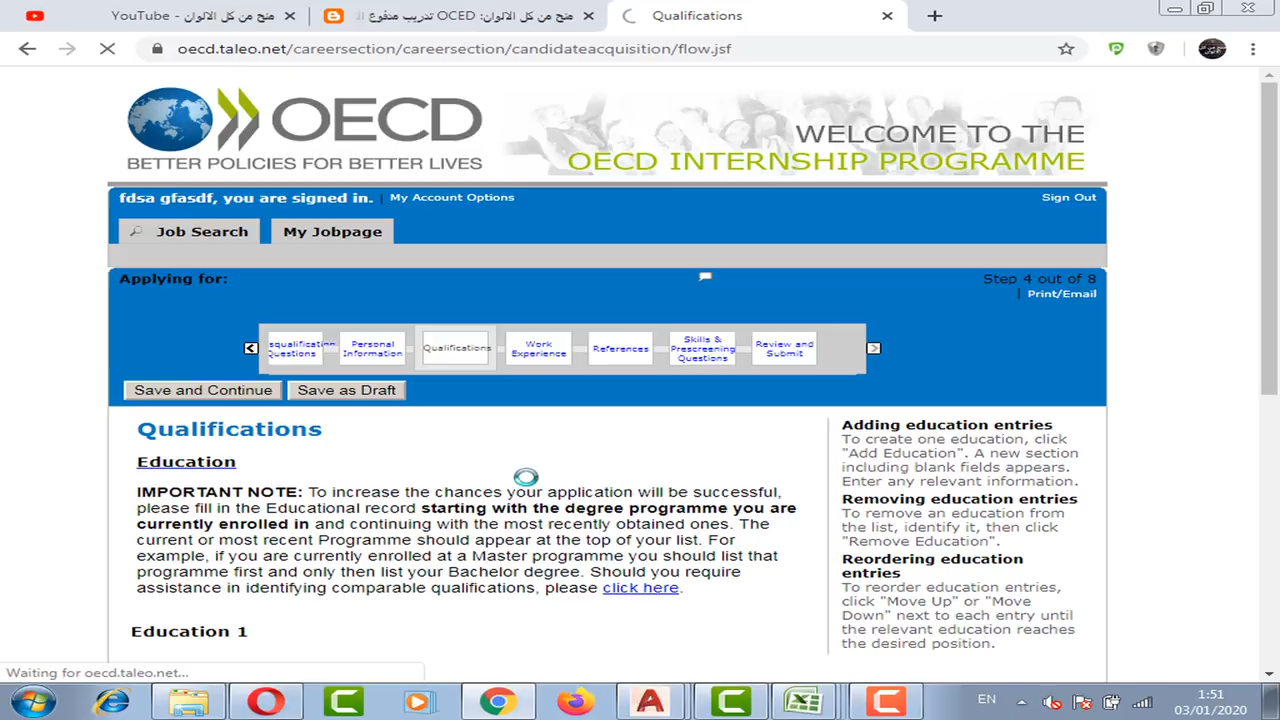 YouTube - منح من كل الالوان
منح من كل الالوان: OCED تدريب مدفوع ال
Qualifications
oecd.taleo.net/careersection/careersection/candidateacquisition/flow.jsf
OECD
BETTER POLICIES FOR BETTER LIVES
WELCOME TO THE
OECD INTERNSHIP PROGRAMME
fdsa gfasdf, you are signed in. | My Account Options
Sign Out
Job Search
My Jobpage
Applying for:
Step 4 out of 8
| Print/Email
squalification Questions
Personal Information
Qualifications
Work Experience
References
Skills & Prescreening Questions
Review and Submit
Save and Continue
Save as Draft
Qualifications
Education
IMPORTANT NOTE: To increase the chances your application will be successful,
please fill in the Educational record starting with the degree programme you are
currently enrolled in and continuing with the most recently obtained ones. The
current or most recent Programme should appear at the top of your list. For
example, if you are currently enrolled at a Master programme you should list that
programme first and only then list your Bachelor degree. Should you require
assistance in identifying comparable qualifications, please click here.
Education 1
Adding education entries
To create one education, click
"Add Education". A new section
including blank fields appears.
Enter any relevant information.
Removing education entries
To remove an education from
the list, identify it, then click
"Remove Education".
Reordering education
entries
To reorder education entries,
click "Move Up" or "Move
Down" next to each entry until
the relevant education reaches
the desired position.
Waiting for oecd.taleo.net...
EN
1:51
03/01/2020